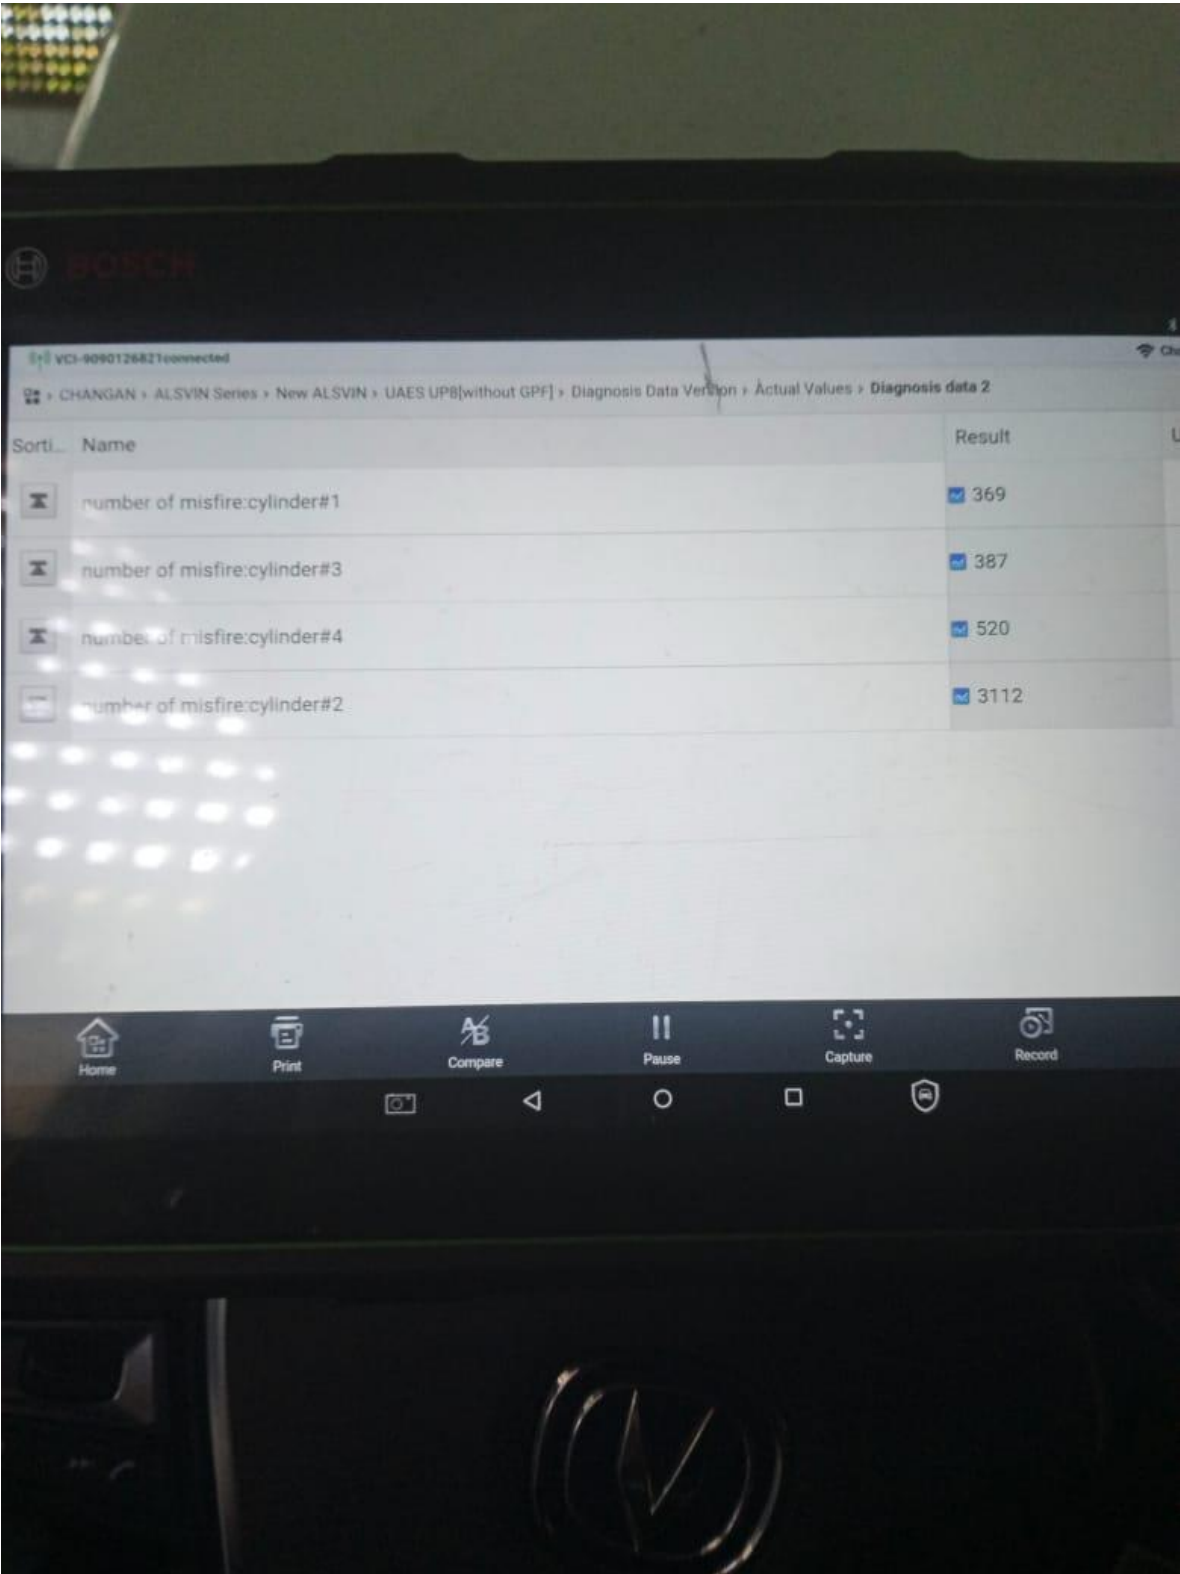 BOSCH
VCI-9090126821connected
CHANGAN › ALSVIN Series › New ALSVIN › UAES UP8[without GPF] › Diagnosis Data Version › Actual Values › Diagnosis data 2
Sorti... Name Result
number of misfire:cylinder#1 369
number of misfire:cylinder#3 387
number of misfire:cylinder#4 520
number of misfire:cylinder#2 3112
Home Print Compare Pause Capture Record